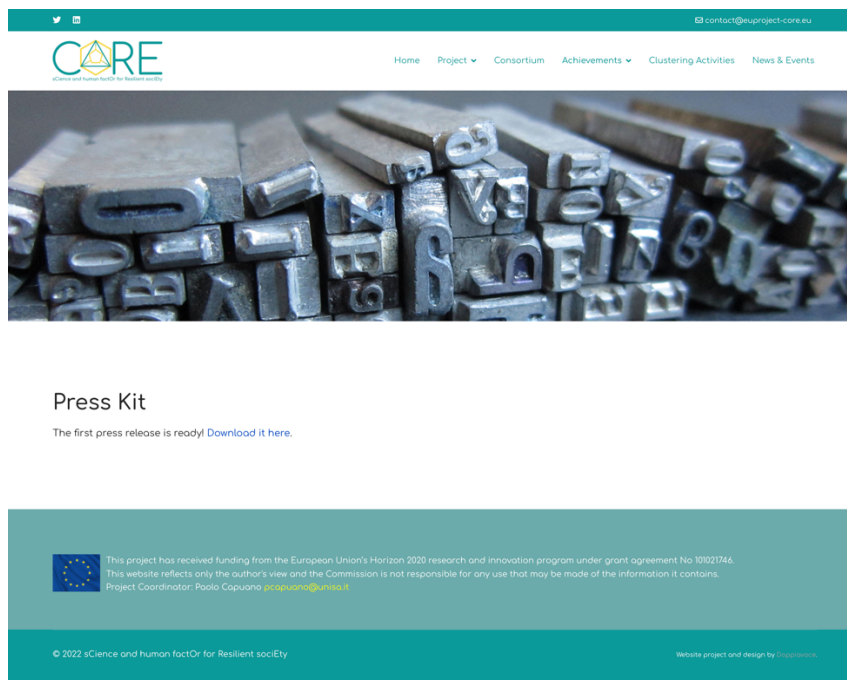 contact@euproject-core.eu
CORE
sCience and human factOr for Resilient sociEty
Home Project Consortium Achievements Clustering Activities News & Events
Press Kit
The first press release is ready! Download it here.
This project has received funding from the European Union's Horizon 2020 research and innovation program under grant agreement No 101021746.
This website reflects only the author's view and the Commission is not responsible for any use that may be made of the information it contains.
Project Coordinator: Paolo Capuano pcapuano@unisa.it
© 2022 sCience and human factOr for Resilient sociEty
Website project and design by Doppiavoce.